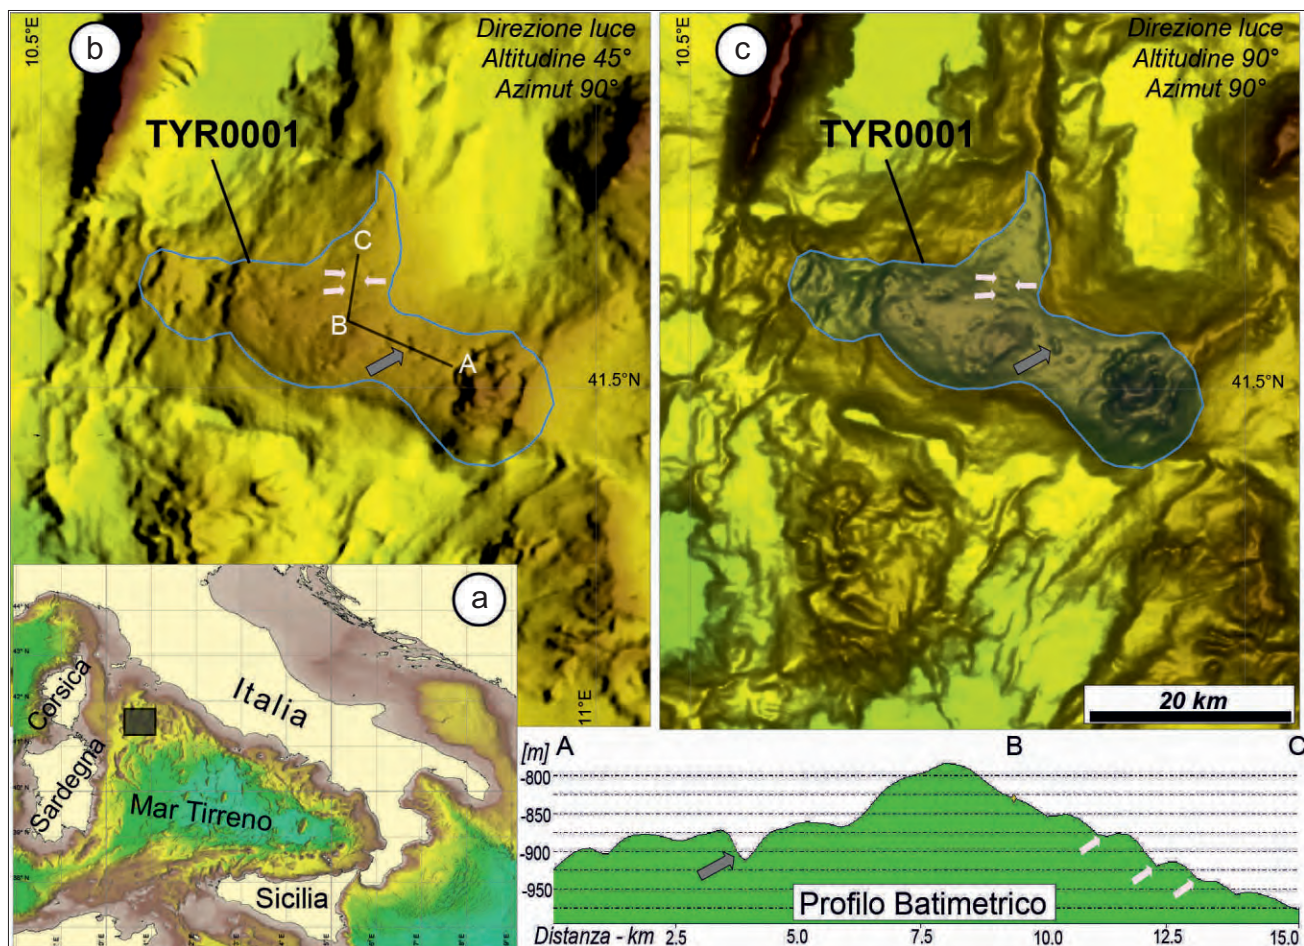 b
10.5°E
Direzione luce
Altitudine 45°
Azimut 90°
TYR0001
C
B
A
41.5°N
11°E
c
10.5°E
Direzione luce
Altitudine 90°
Azimut 90°
TYR0001
41.5°N
20 km
a
Corsica
Sardegna
Italia
Mar Tirreno
Sicilia
[m] A B C
-800
-850
-900
-950
Profilo Batimetrico
Distanza - km 2.5 5.0 7.5 10.0 12.5 15.0